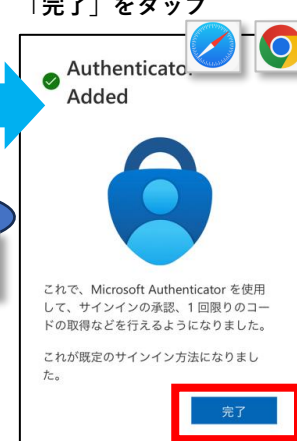 「完了」をタップ
Authenticator
Added
これで、Microsoft Authenticator を使用
して、サインインの承認、1 回限りのコー
ドの取得などを行えるようになりました。
これが既定のサインイン方法になりまし
た。
完了